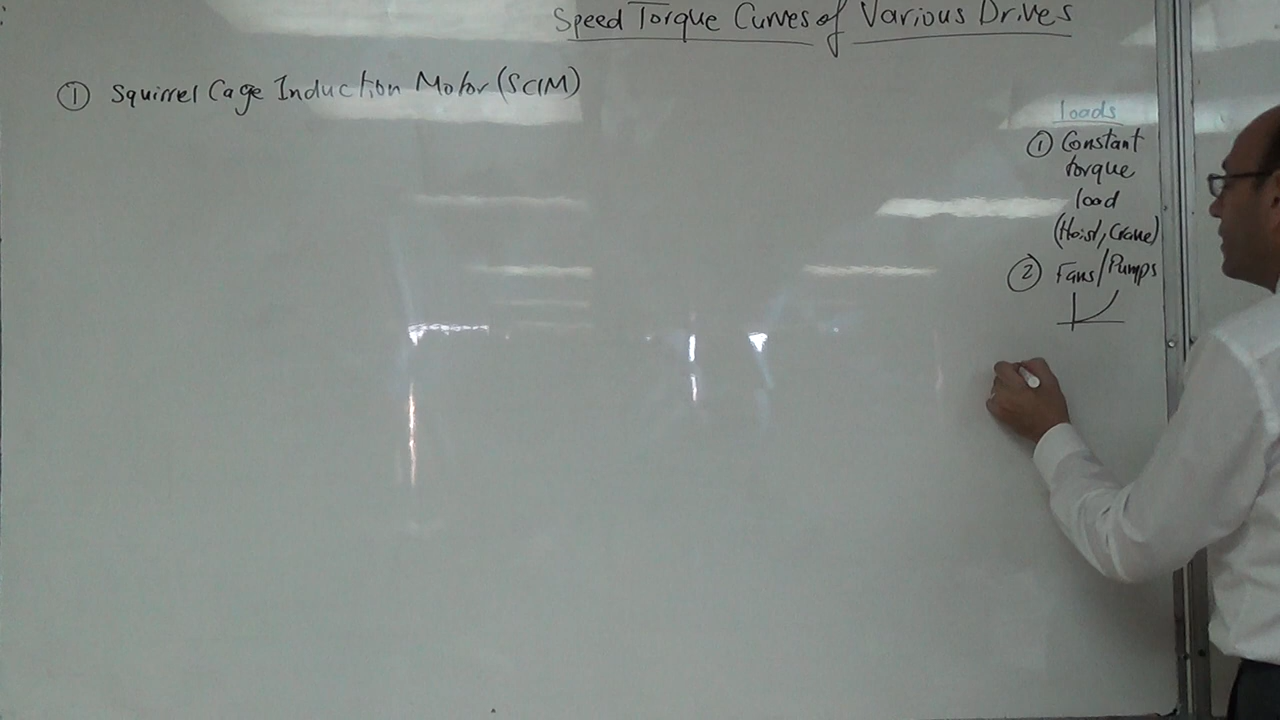 Speed Torque Curves of Various Drives
① Squirrel Cage Induction Motor (SCIM)
loads
① Constant
torque
load
(Hoist, Crane)
② Fans/Pumps